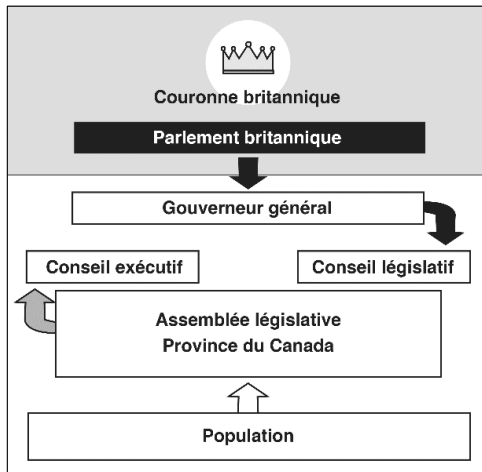 Couronne britannique
Parlement britannique
Gouverneur général
Conseil exécutif
Conseil législatif
Assemblée législative
Province du Canada
Population